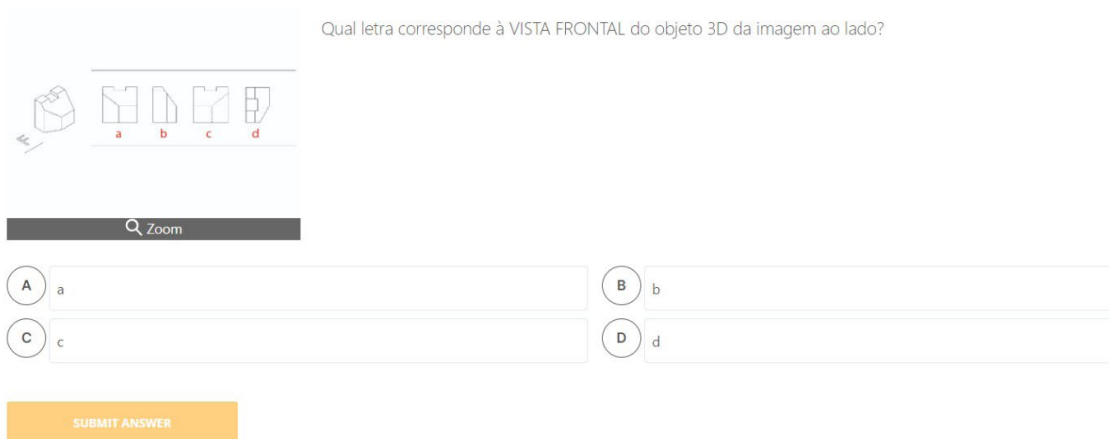 Qual letra corresponde à VISTA FRONTAL do objeto 3D da imagem ao lado?
F
a b c d
Zoom
A a
B b
C c
D d
SUBMIT ANSWER